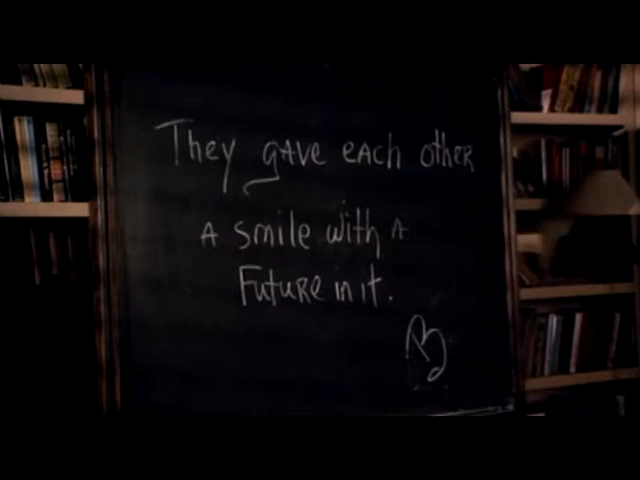 They gave each other
a smile with a
Future in it.